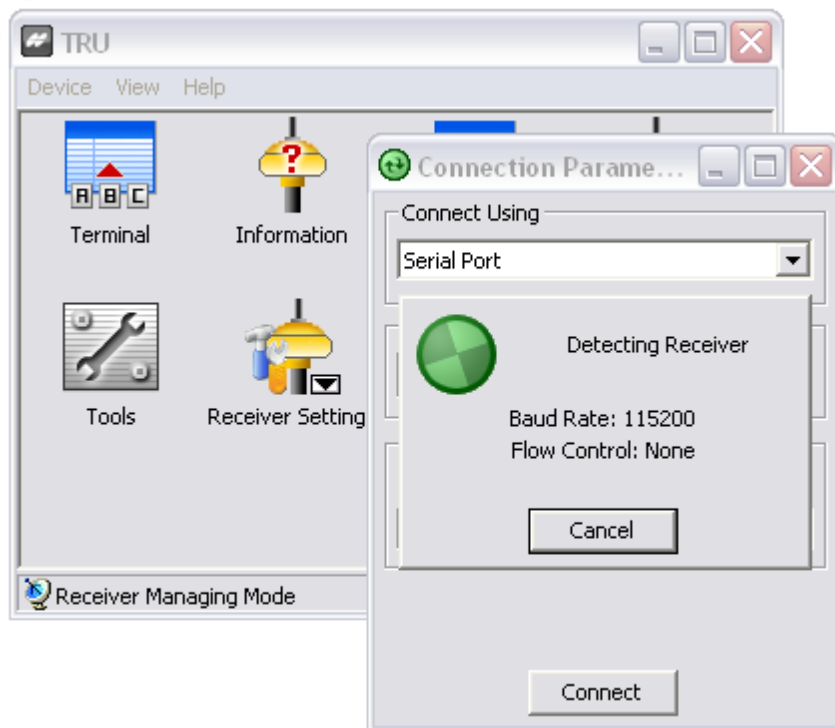 TRU
Device View Help
Terminal
Information
Tools
Receiver Setting
Receiver Managing Mode
Connection Parame...
Connect Using
Serial Port
Detecting Receiver
Baud Rate: 115200
Flow Control: None
Cancel
Connect